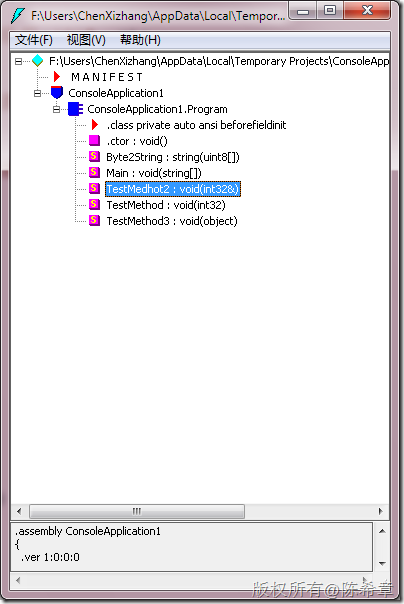 F:\Users\ChenXizhang\AppData\Local\Temporary Proj
文件(F) 视图(V) 帮助(H)
F:\Users\ChenXizhang\AppData\Local\Temporary Projects\ConsoleApp
M A N I F E S T
ConsoleApplication1
ConsoleApplication1.Program
.class private auto ansi beforefieldinit
.ctor : void()
Byte2String : string(uint8[])
Main : void(string[])
TestMedhot2 : void(int32&)
TestMethod : void(int32)
TestMethod3 : void(object)
.assembly ConsoleApplication1
{
.ver 1:0:0:0
版权所有@陈希章